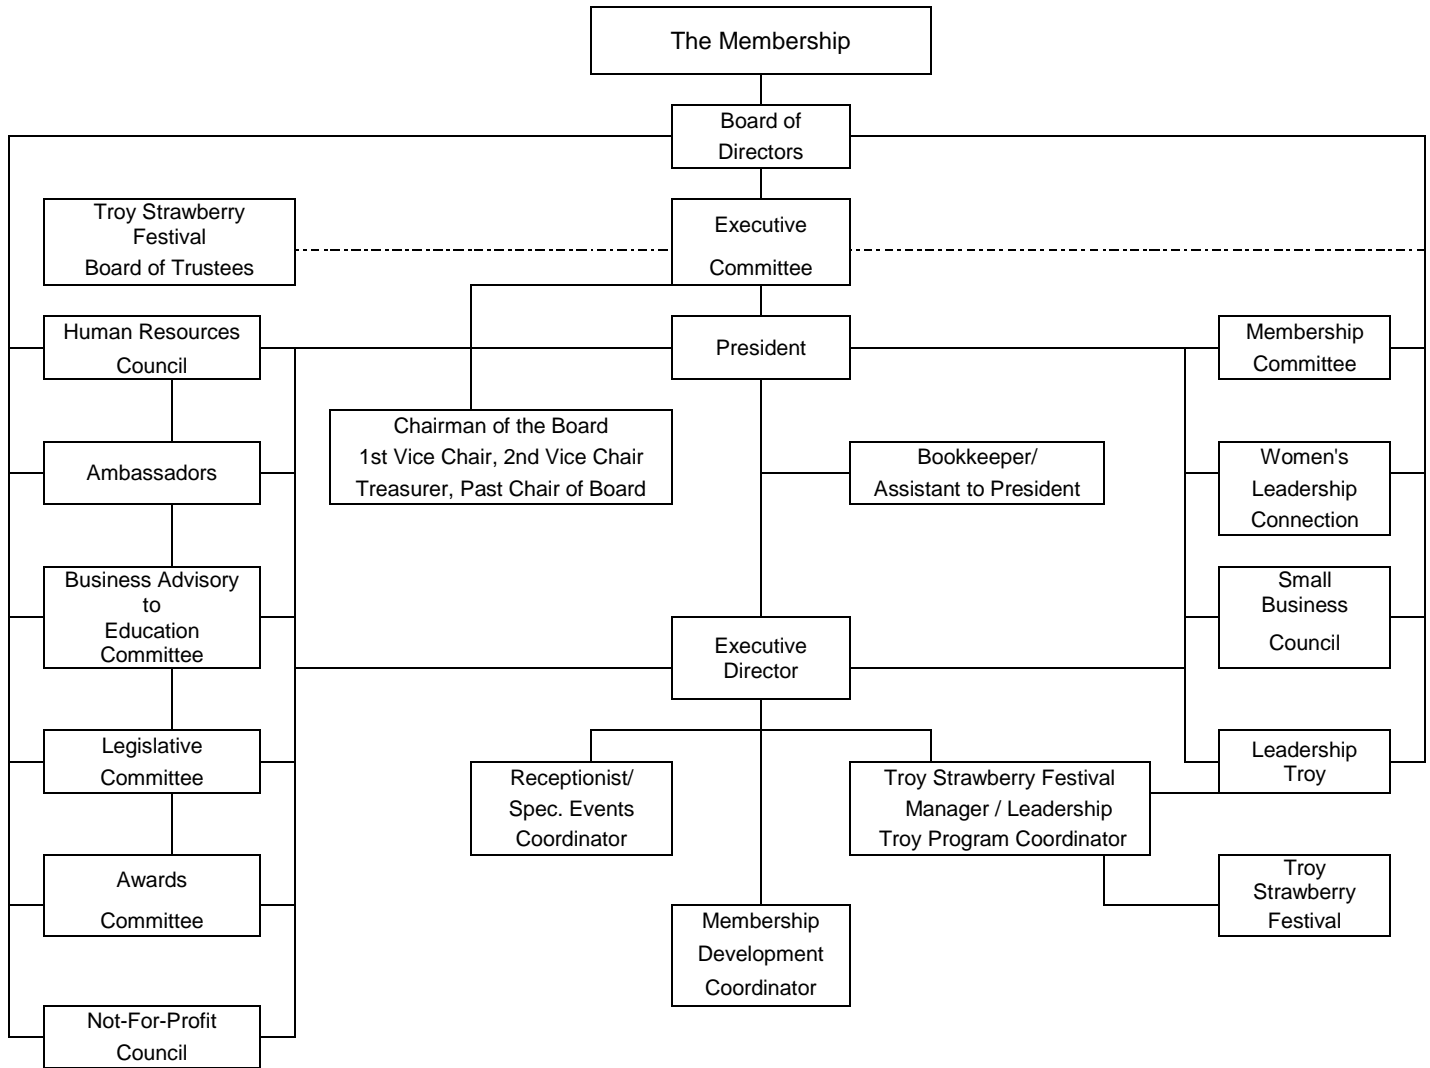 The Membership
Board of
Directors
Troy Strawberry
Festival
Board of Trustees
Executive
Committee
Human Resources
Council
President
Membership
Committee
Chairman of the Board
1st Vice Chair, 2nd Vice Chair
Treasurer, Past Chair of Board
Ambassadors
Bookkeeper/
Assistant to President
Women's
Leadership
Connection
Business Advisory
to
Education
Committee
Executive
Director
Small
Business
Council
Legislative
Committee
Receptionist/
Spec. Events
Coordinator
Troy Strawberry Festival
Manager / Leadership
Troy Program Coordinator
Leadership
Troy
Awards
Committee
Membership
Development
Coordinator
Troy
Strawberry
Festival
Not-For-Profit
Council